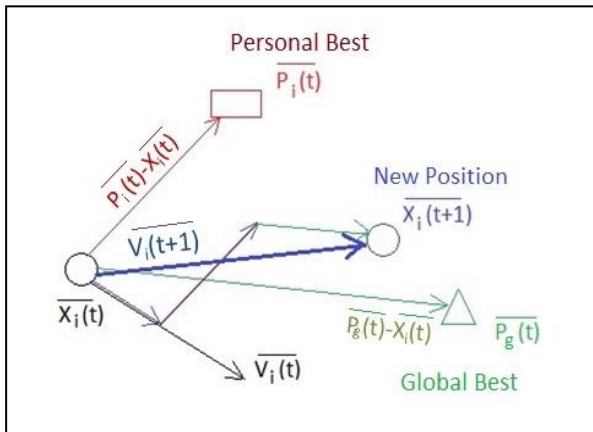 Personal Best
P_i(t)
P_i(t)-X_i(t)
New Position
X_i(t+1)
V_i(t+1)
X_i(t)
P_g(t)-X_i(t)
P_g(t)
V_i(t)
Global Best